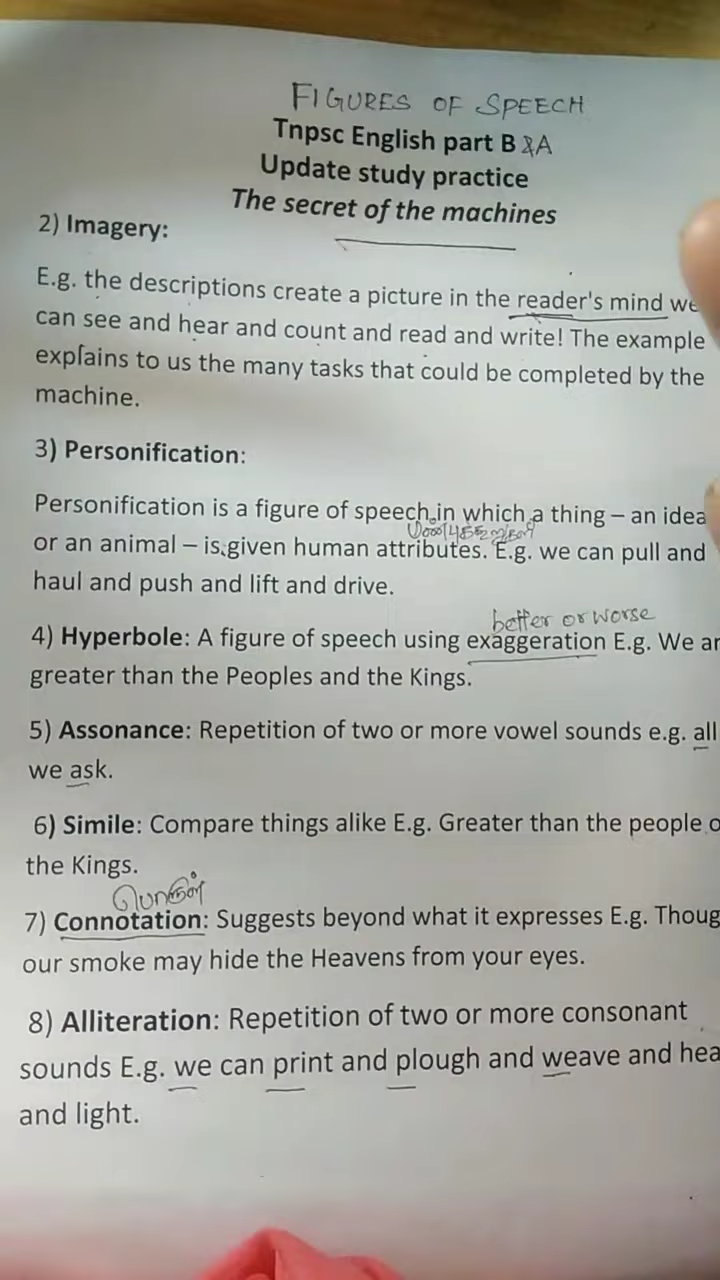 FIGURES OF SPEECH
Tnpsc English part B &A
Update study practice
The secret of the machines
2) Imagery:
E.g. the descriptions create a picture in the reader's mind we
can see and hear and count and read and write! The example
explains to us the many tasks that could be completed by the
machine.
3) Personification:
Personification is a figure of speech in which a thing – an idea
or an animal – is given human attributes. E.g. we can pull and
haul and push and lift and drive.
better or worse
4) Hyperbole: A figure of speech using exaggeration E.g. We ar
greater than the Peoples and the Kings.
5) Assonance: Repetition of two or more vowel sounds e.g. all
we ask.
6) Simile: Compare things alike E.g. Greater than the people o
the Kings.
பொருள்
7) Connotation: Suggests beyond what it expresses E.g. Thoug
our smoke may hide the Heavens from your eyes.
8) Alliteration: Repetition of two or more consonant
sounds E.g. we can print and plough and weave and hea
and light.